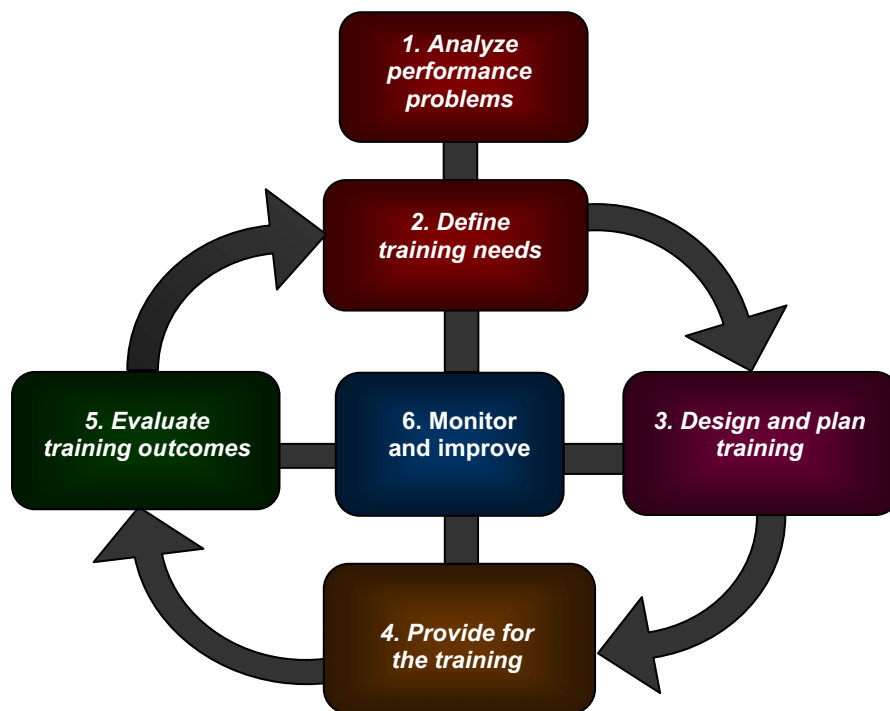 1. Analyze
performance
problems
2. Define
training needs
5. Evaluate
training outcomes
6. Monitor
and improve
3. Design and plan
training
4. Provide for
the training